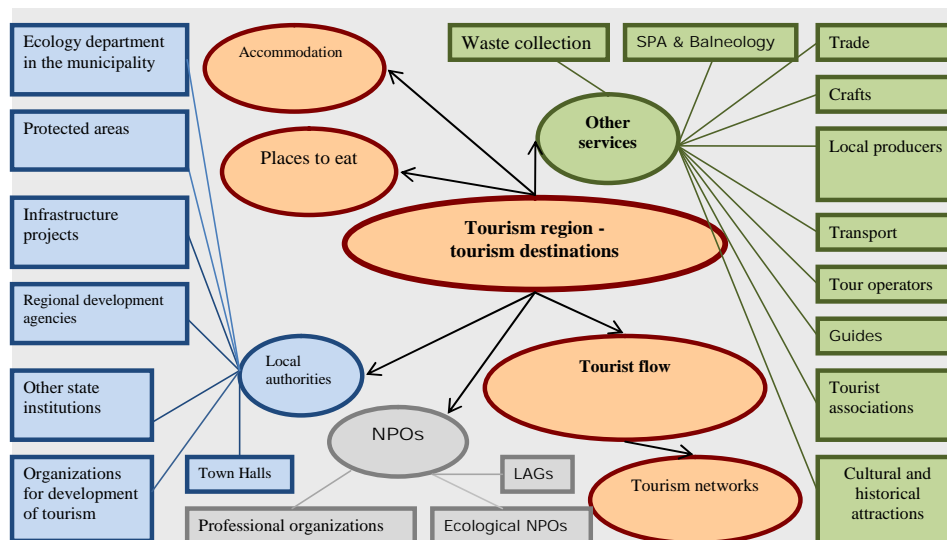 Ecology department
in the municipality
Protected areas
Infrastructure
projects
Regional development
agencies
Other state
institutions
Organizations
for development
of tourism
Town Halls
Local
authorities
Accommodation
Places to eat
Tourism region -
tourism destinations
Tourist flow
Tourism networks
NPOs
LAGs
Professional organizations
Ecological NPOs
Waste collection
SPA & Balneology
Other
services
Trade
Crafts
Local producers
Transport
Tour operators
Guides
Tourist
associations
Cultural and
historical
attractions